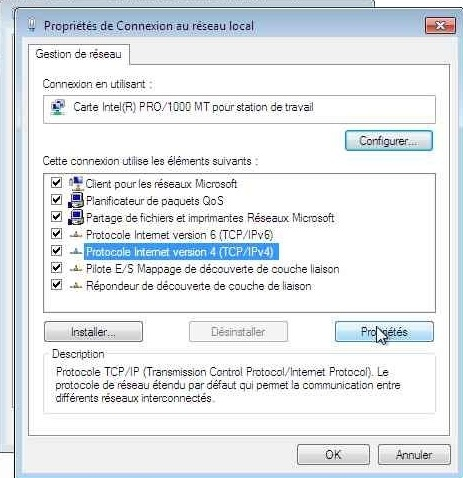 Propriétés de Connexion au réseau local
Gestion de réseau
Connexion en utilisant :
Carte Intel(R) PRO/1000 MT pour station de travail
Configurer...
Cette connexion utilise les éléments suivants :
Client pour les réseaux Microsoft
Planificateur de paquets QoS
Partage de fichiers et imprimantes Réseaux Microsoft
Protocole Internet version 6 (TCP/IPv6)
Protocole Internet version 4 (TCP/IPv4)
Pilote E/S Mappage de découverte de couche liaison
Répondeur de découverte de couche de liaison
Installer...
Désinstaller
Propriétés
Description
Protocole TCP/IP (Transmission Control Protocol/Internet Protocol). Le
protocole de réseau étendu par défaut qui permet la communication entre
différents réseaux interconnectés.
OK
Annuler